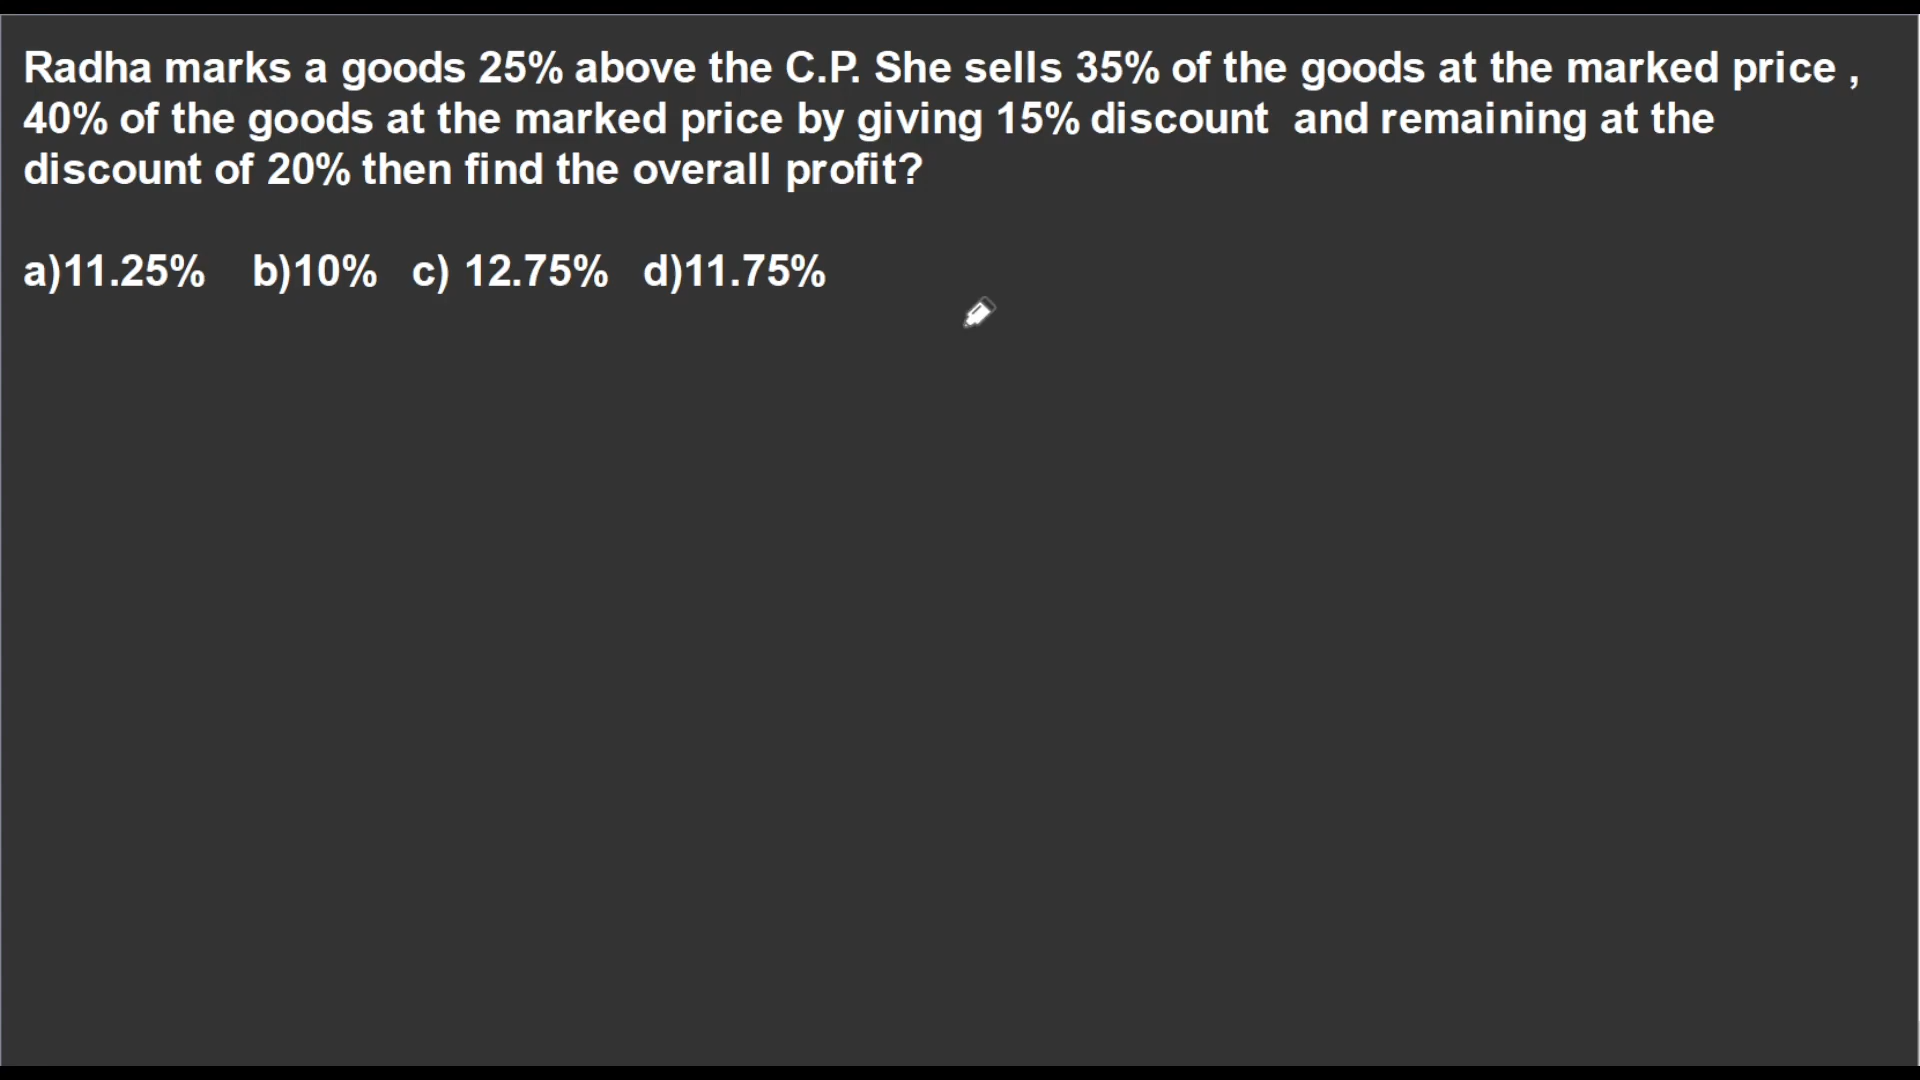 Radha marks a goods 25% above the C.P. She sells 35% of the goods at the marked price ,
40% of the goods at the marked price by giving 15% discount  and remaining at the
discount of 20% then find the overall profit?
a)11.25%    b)10%   c) 12.75%   d)11.75%